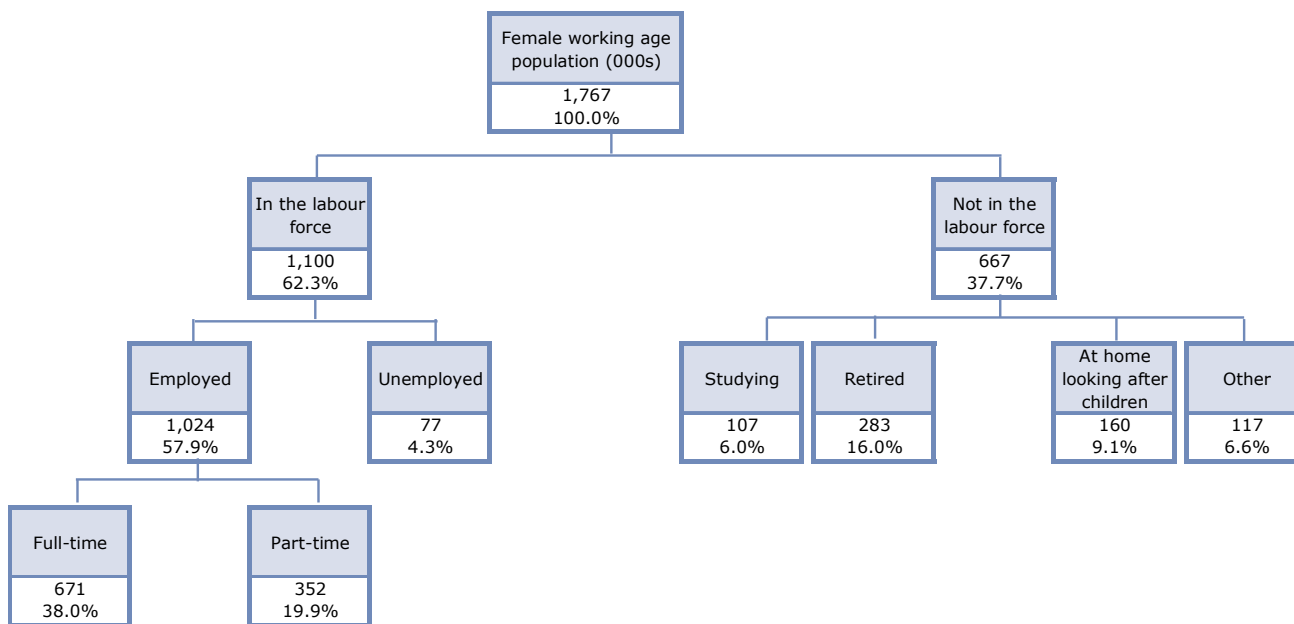 Female working age
population (000s)
1,767
100.0%
In the labour
force
1,100
62.3%
Not in the
labour force
667
37.7%
Employed
1,024
57.9%
Unemployed
77
4.3%
Studying
107
6.0%
Retired
283
16.0%
At home
looking after
children
160
9.1%
Other
117
6.6%
Full-time
671
38.0%
Part-time
352
19.9%